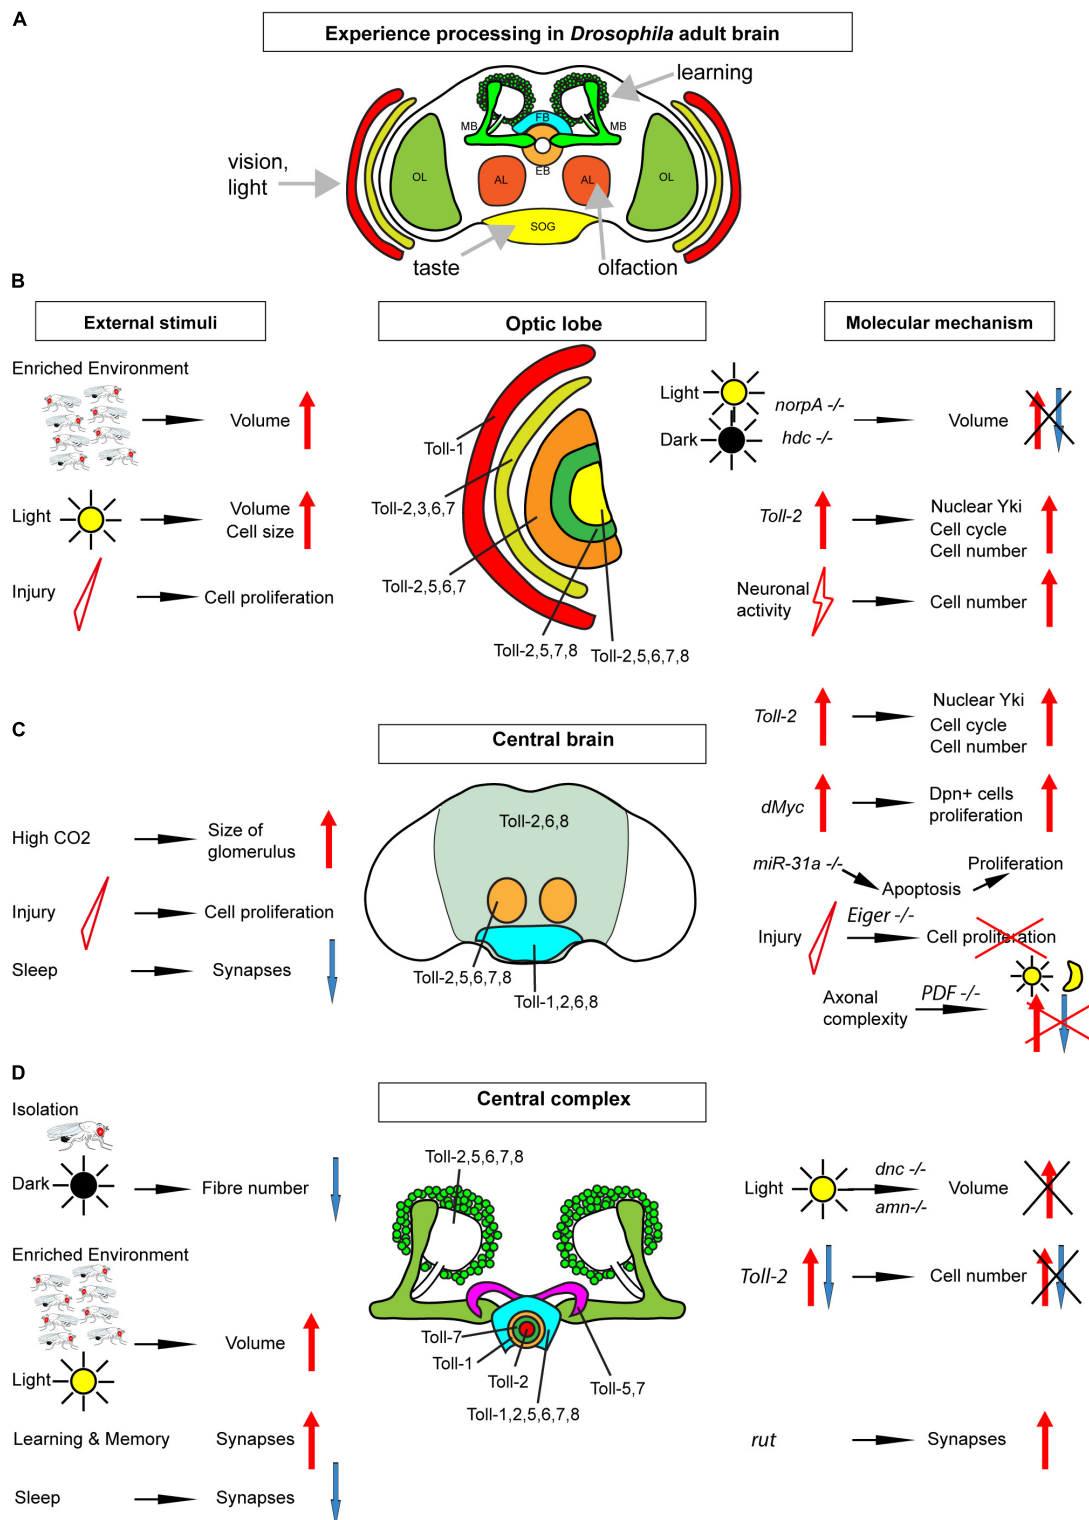 A
Experience processing in Drosophila adult brain
learning
MB
FB
MB
vision,
light
OL
AL
EB
AL
OL
SOG
taste
olfaction
B
External stimuli
Optic lobe
Molecular mechanism
Enriched Environment
Volume
Light
Volume
Cell size
Injury
Cell proliferation
Toll-1
Toll-2,3,6,7
Toll-2,5,6,7
Toll-2,5,7,8
Toll-2,5,6,7,8
Light
norpA -/-
Dark
hdc -/-
Volume
Toll-2
Nuclear Yki
Cell cycle
Cell number
Neuronal
activity
Cell number
C
Central brain
High CO2
Size of
glomerulus
Injury
Cell proliferation
Sleep
Synapses
Toll-2,6,8
Toll-2,5,6,7,8
Toll-1,2,6,8
Toll-2
Nuclear Yki
Cell cycle
Cell number
dMyc
Dpn+ cells
proliferation
miR-31a -/-
Apoptosis
Proliferation
Injury
Eiger -/-
Cell proliferation
Axonal
complexity
PDF -/-
D
Central complex
Isolation
Dark
Fibre number
Enriched Environment
Volume
Light
Learning & Memory
Synapses
Sleep
Synapses
Toll-2,5,6,7,8
Toll-7
Toll-1
Toll-2
Toll-5,7
Toll-1,2,5,6,7,8
Light
dnc -/-
amn-/-
Volume
Toll-2
Cell number
rut
Synapses